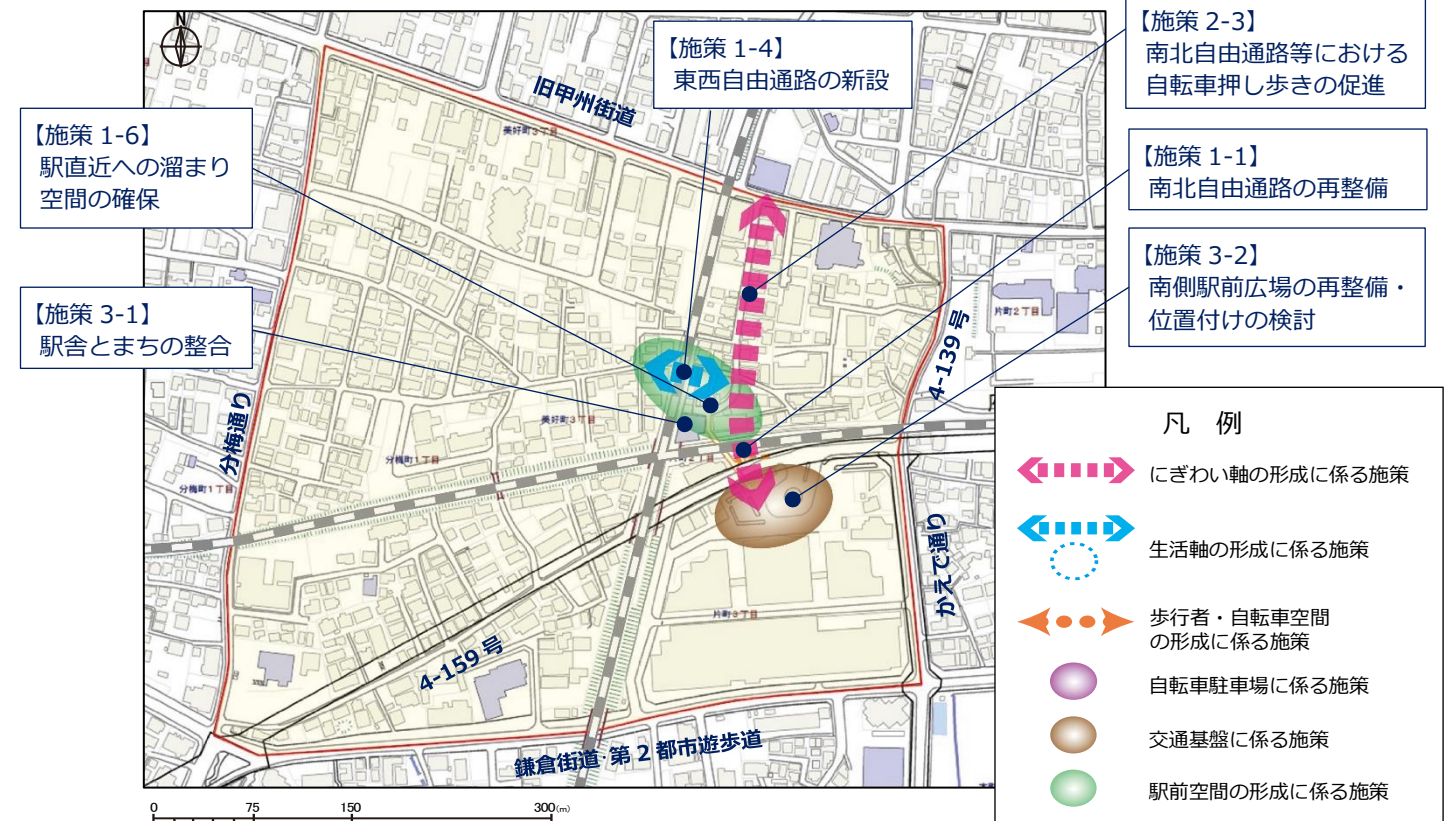 N
【施策 1-4】
東西自由通路の新設
【施策 2-3】
南北自由通路等における
自転車押し歩きの促進
【施策 1-6】
駅直近への溜まり
空間の確保
【施策 1-1】
南北自由通路の再整備
【施策 3-2】
南側駅前広場の再整備・
位置付けの検討
【施策 3-1】
駅舎とまちの整合
旧甲州街道
美好町3丁目
片町2丁目
4-139 号
分梅通り
美好町3丁目
分梅町1丁目
分梅町1丁目
かえで通り
片町3丁目
4-159 号
鎌倉街道・第 2 都市遊歩道
凡 例
にぎわい軸の形成に係る施策
生活軸の形成に係る施策
歩行者・自転車空間
の形成に係る施策
自転車駐車場に係る施策
交通基盤に係る施策
駅前空間の形成に係る施策
0 75 150 300(m)